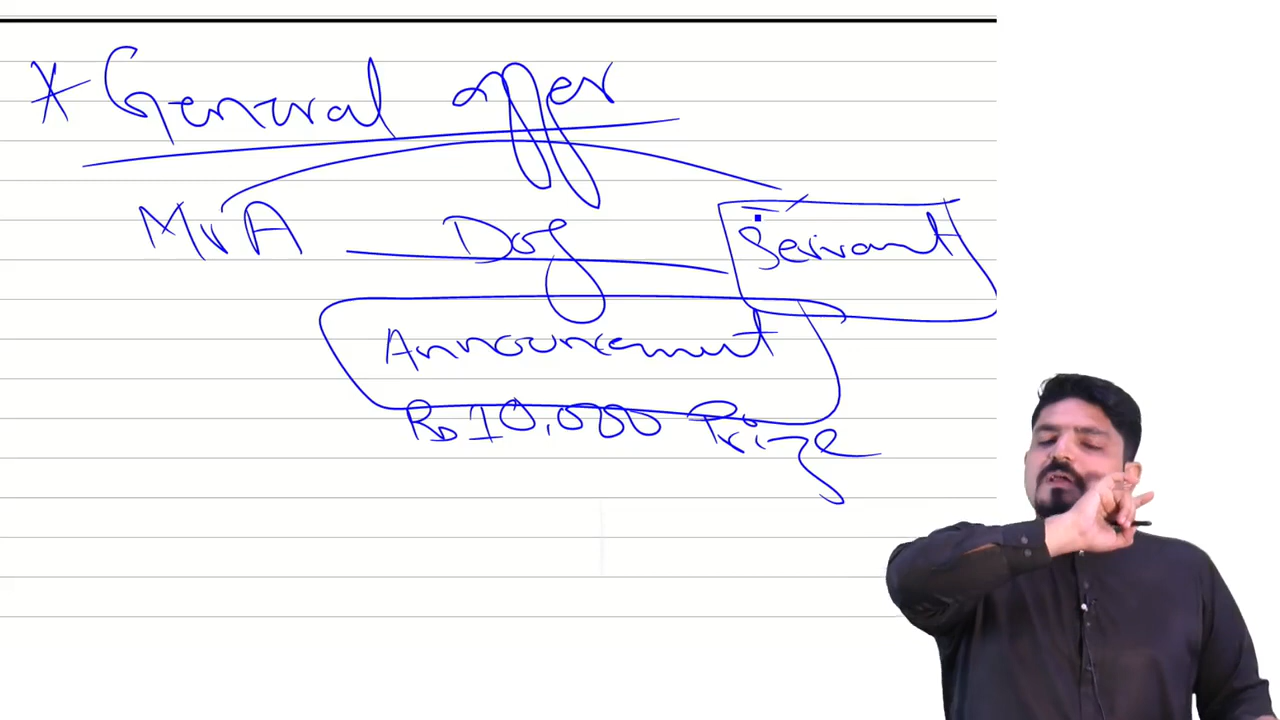 * General offer
Mr A Dog Servant
Announcement
Rs 10,000 Prize